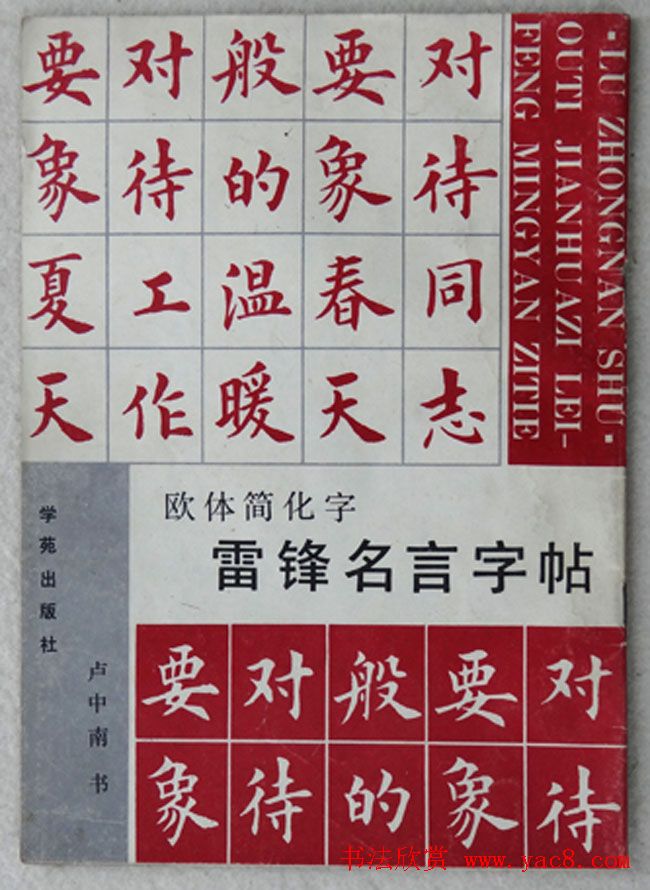 对待同志
要象春天
般的温暖
对待工作
要象夏天
·LU ZHONGNAN SHU·
OUTI JIANHUAZI LEI-
FENG MINGYAN ZITIE
欧体简化字
雷锋名言字帖
学苑出版社
卢中南 书
对待
要象
般的
对待
要象
书法欣赏 www.yac8.com